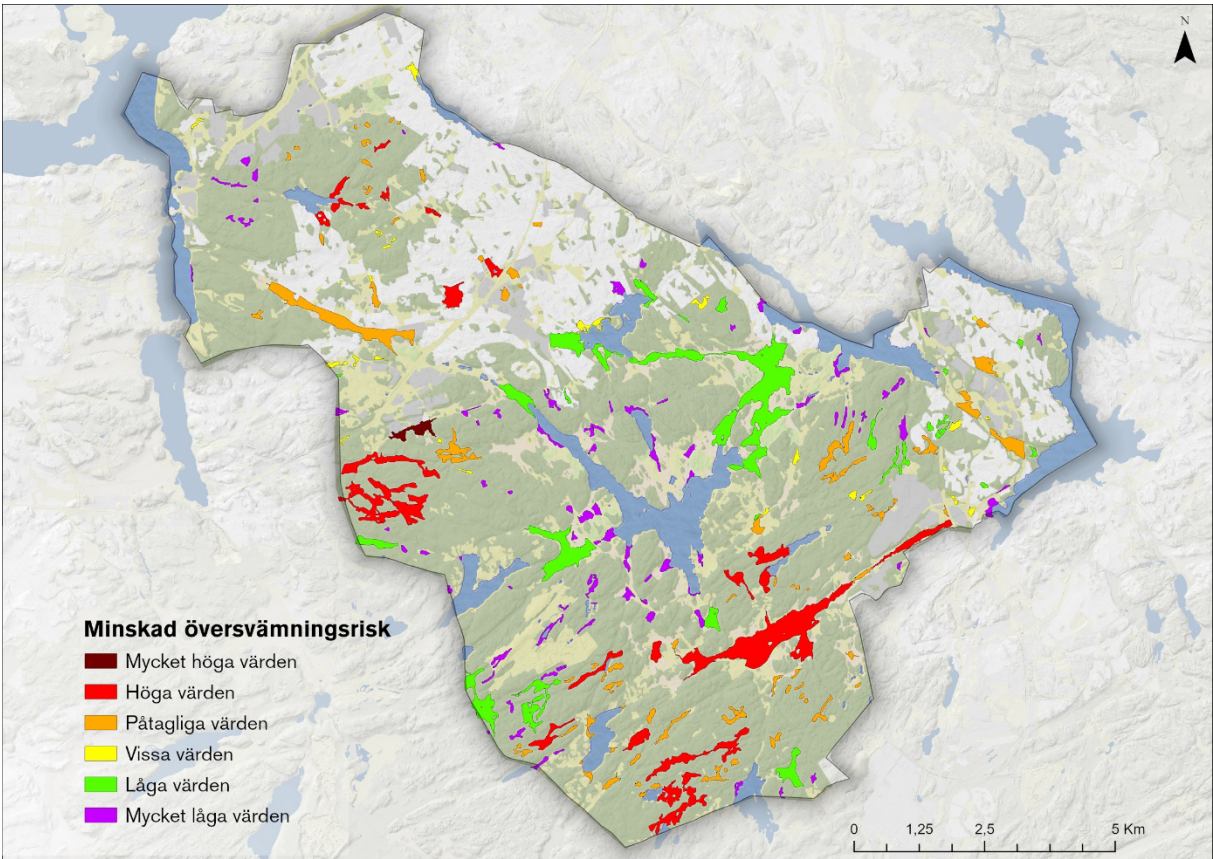 N
Minskad översvämningsrisk
Mycket höga värden
Höga värden
Påtagliga värden
Vissa värden
Låga värden
Mycket låga värden
0 1,25 2,5 5 Km